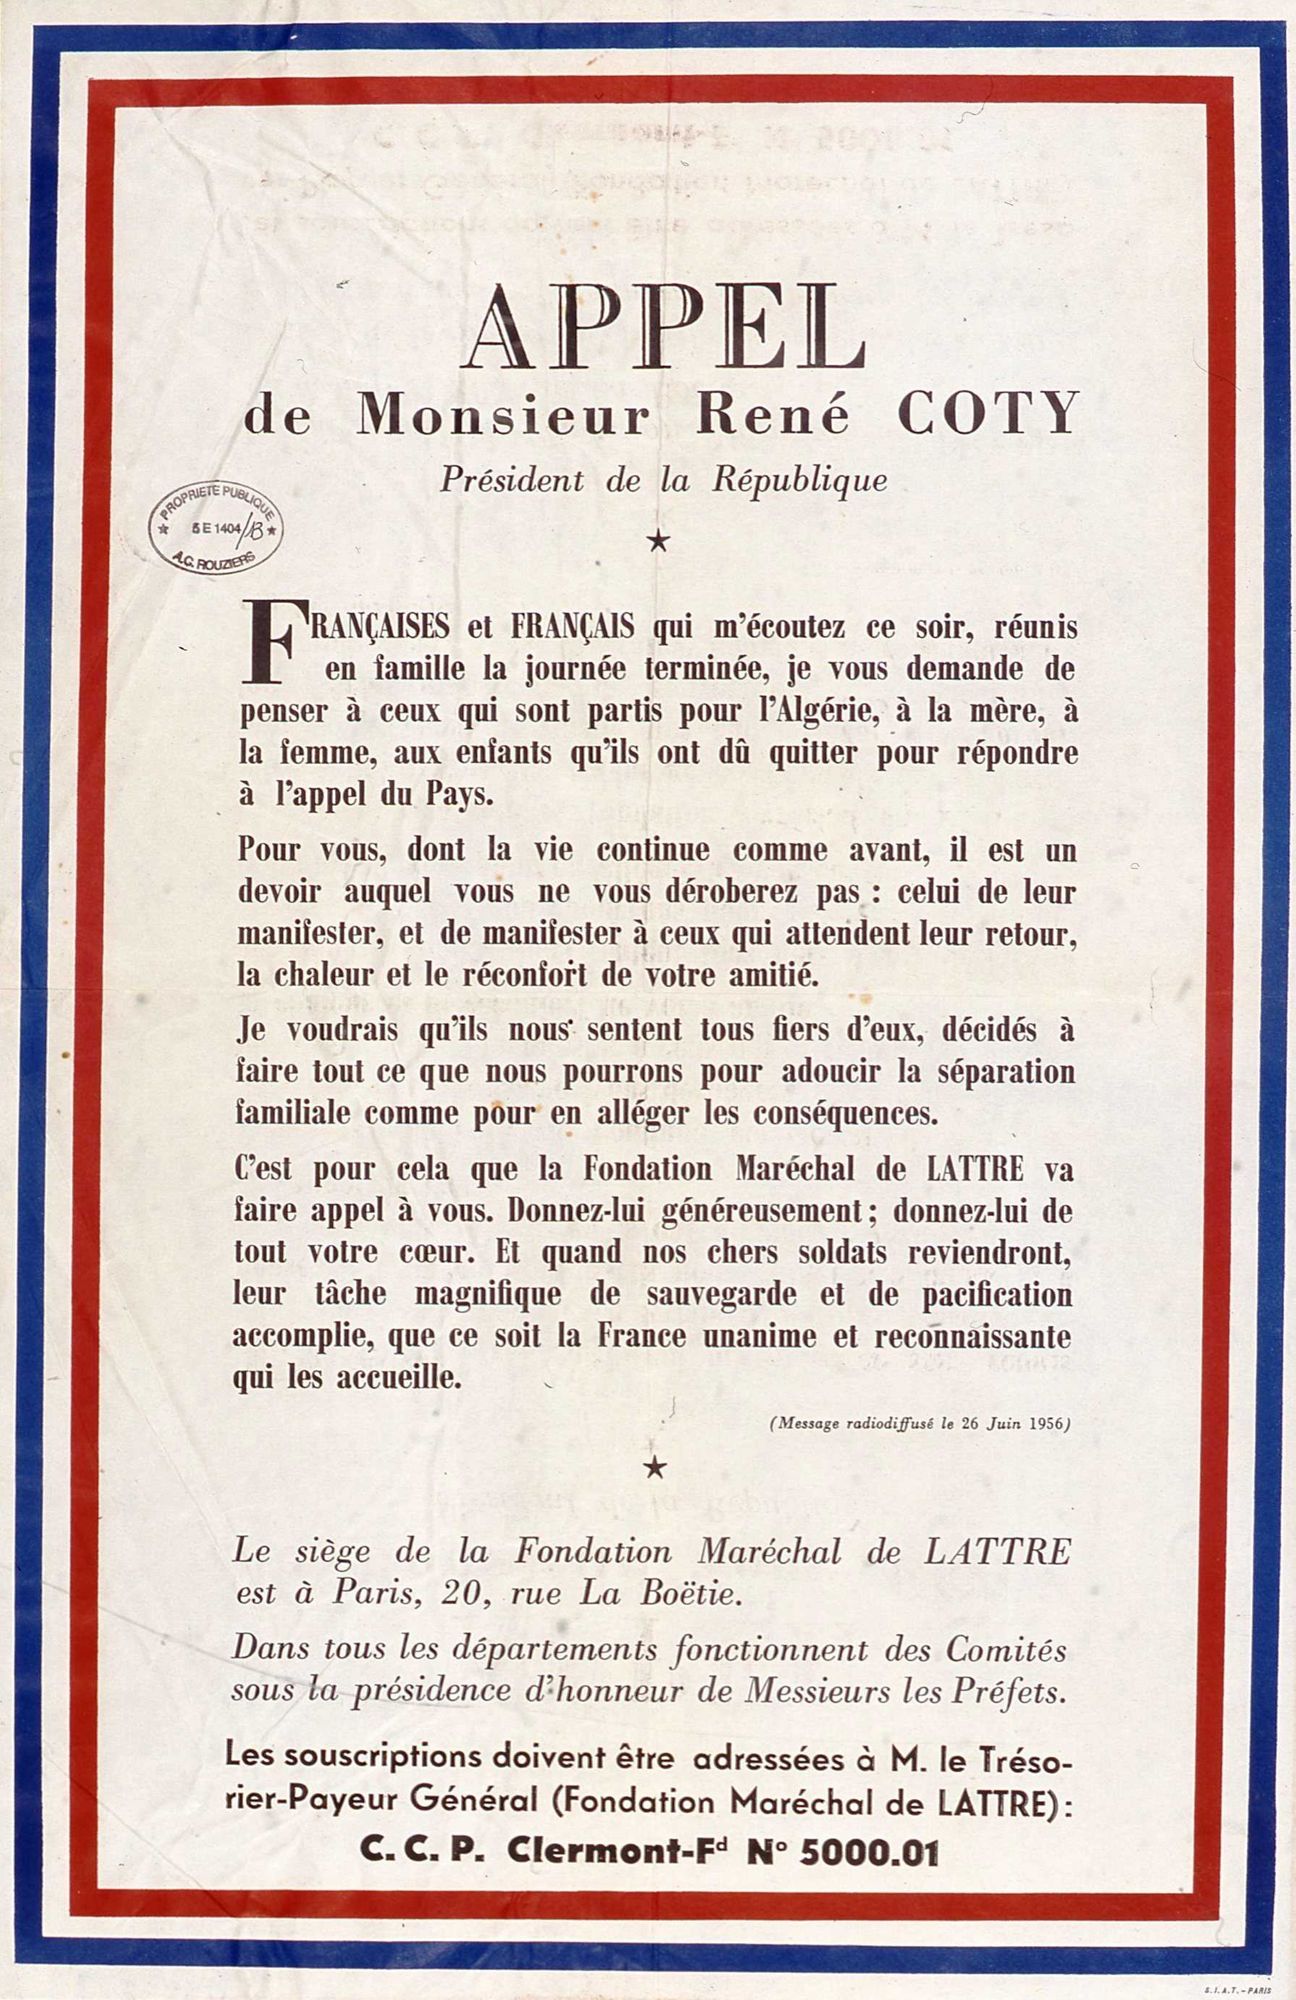 APPEL
de Monsieur René COTY
Président de la République
★
PROPRIETE PUBLIQUE
★ 5 E 1404/13 ★
A.C. ROUZIERS
FRANÇAISES et FRANÇAIS qui m'écoutez ce soir, réunis
en famille la journée terminée, je vous demande de
penser à ceux qui sont partis pour l'Algérie, à la mère, à
la femme, aux enfants qu'ils ont dû quitter pour répondre
à l'appel du Pays.
Pour vous, dont la vie continue comme avant, il est un
devoir auquel vous ne vous déroberez pas : celui de leur
manifester, et de manifester à ceux qui attendent leur retour,
la chaleur et le réconfort de votre amitié.
Je voudrais qu'ils nous sentent tous fiers d'eux, décidés à
faire tout ce que nous pourrons pour adoucir la séparation
familiale comme pour en alléger les conséquences.
C'est pour cela que la Fondation Maréchal de LATTRE va
faire appel à vous. Donnez-lui généreusement ; donnez-lui de
tout votre cœur. Et quand nos chers soldats reviendront,
leur tâche magnifique de sauvegarde et de pacification
accomplie, que ce soit la France unanime et reconnaissante
qui les accueille.
(Message radiodiffusé le 26 Juin 1956)
★
Le siège de la Fondation Maréchal de LATTRE
est à Paris, 20, rue La Boëtie.
Dans tous les départements fonctionnent des Comités
sous la présidence d'honneur de Messieurs les Préfets.
Les souscriptions doivent être adressées à M. le Tréso-
rier-Payeur Général (Fondation Maréchal de LATTRE) :
C. C. P. Clermont-Fd No 5000.01
S.I.A.T. - PARIS